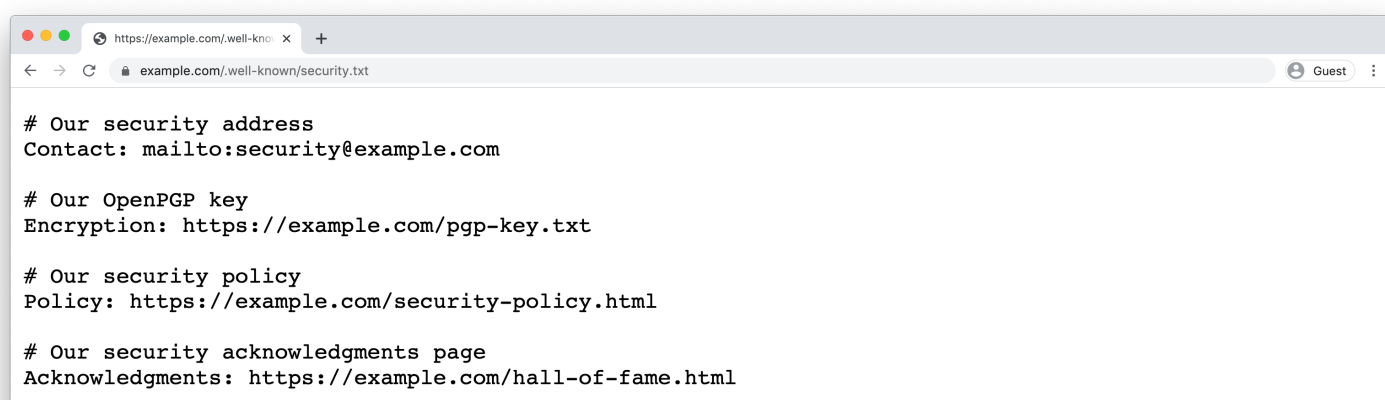 https://example.com/.well-kno
example.com/.well-known/security.txt
Guest
# Our security address
Contact: mailto:security@example.com
# Our OpenPGP key
Encryption: https://example.com/pgp-key.txt
# Our security policy
Policy: https://example.com/security-policy.html
# Our security acknowledgments page
Acknowledgments: https://example.com/hall-of-fame.html